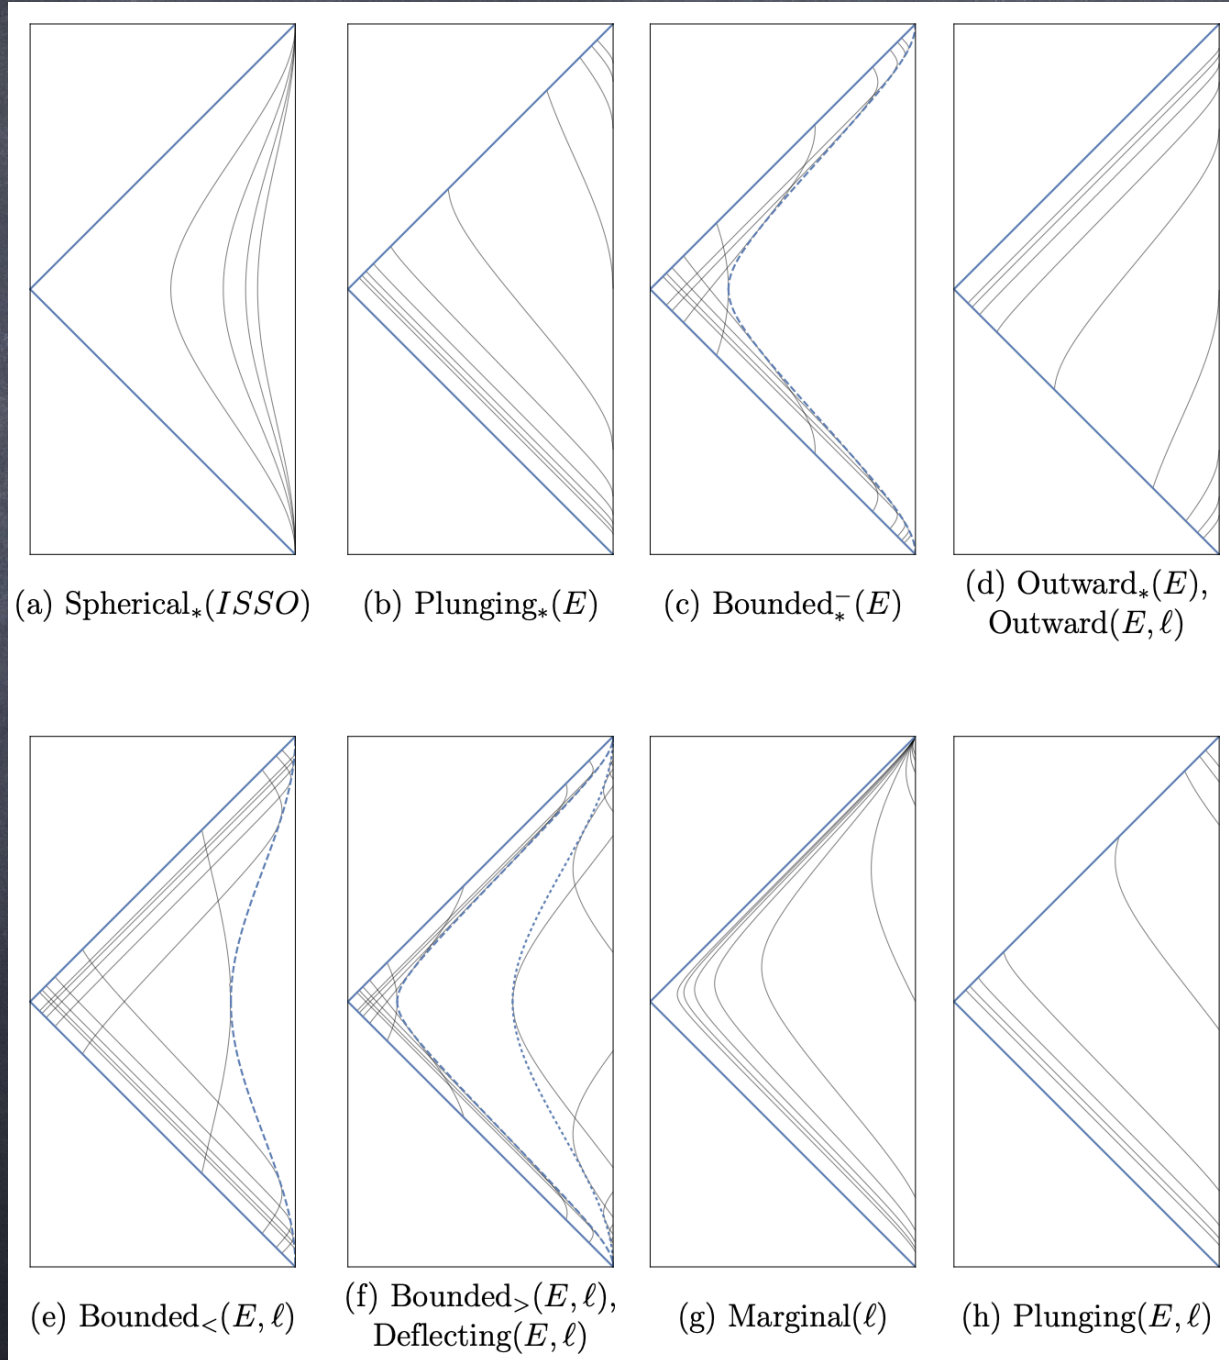 (a) Spherical$_*$(ISSO)
(b) Plunging$_*$(E)
(c) Bounded$^-_*$(E)
(d) Outward$_*$(E),
Outward(E, ℓ)
(e) Bounded$_<$(E, ℓ)
(f) Bounded$_>$(E, ℓ),
Deflecting(E, ℓ)
(g) Marginal(ℓ)
(h) Plunging(E, ℓ)